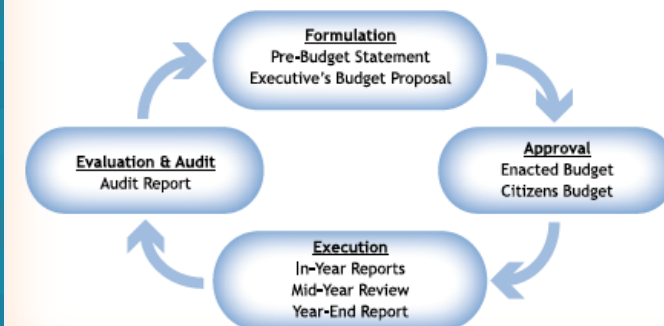 Formulation
Pre-Budget Statement
Executive's Budget Proposal
Approval
Enacted Budget
Citizens Budget
Execution
In-Year Reports
Mid-Year Review
Year-End Report
Evaluation & Audit
Audit Report